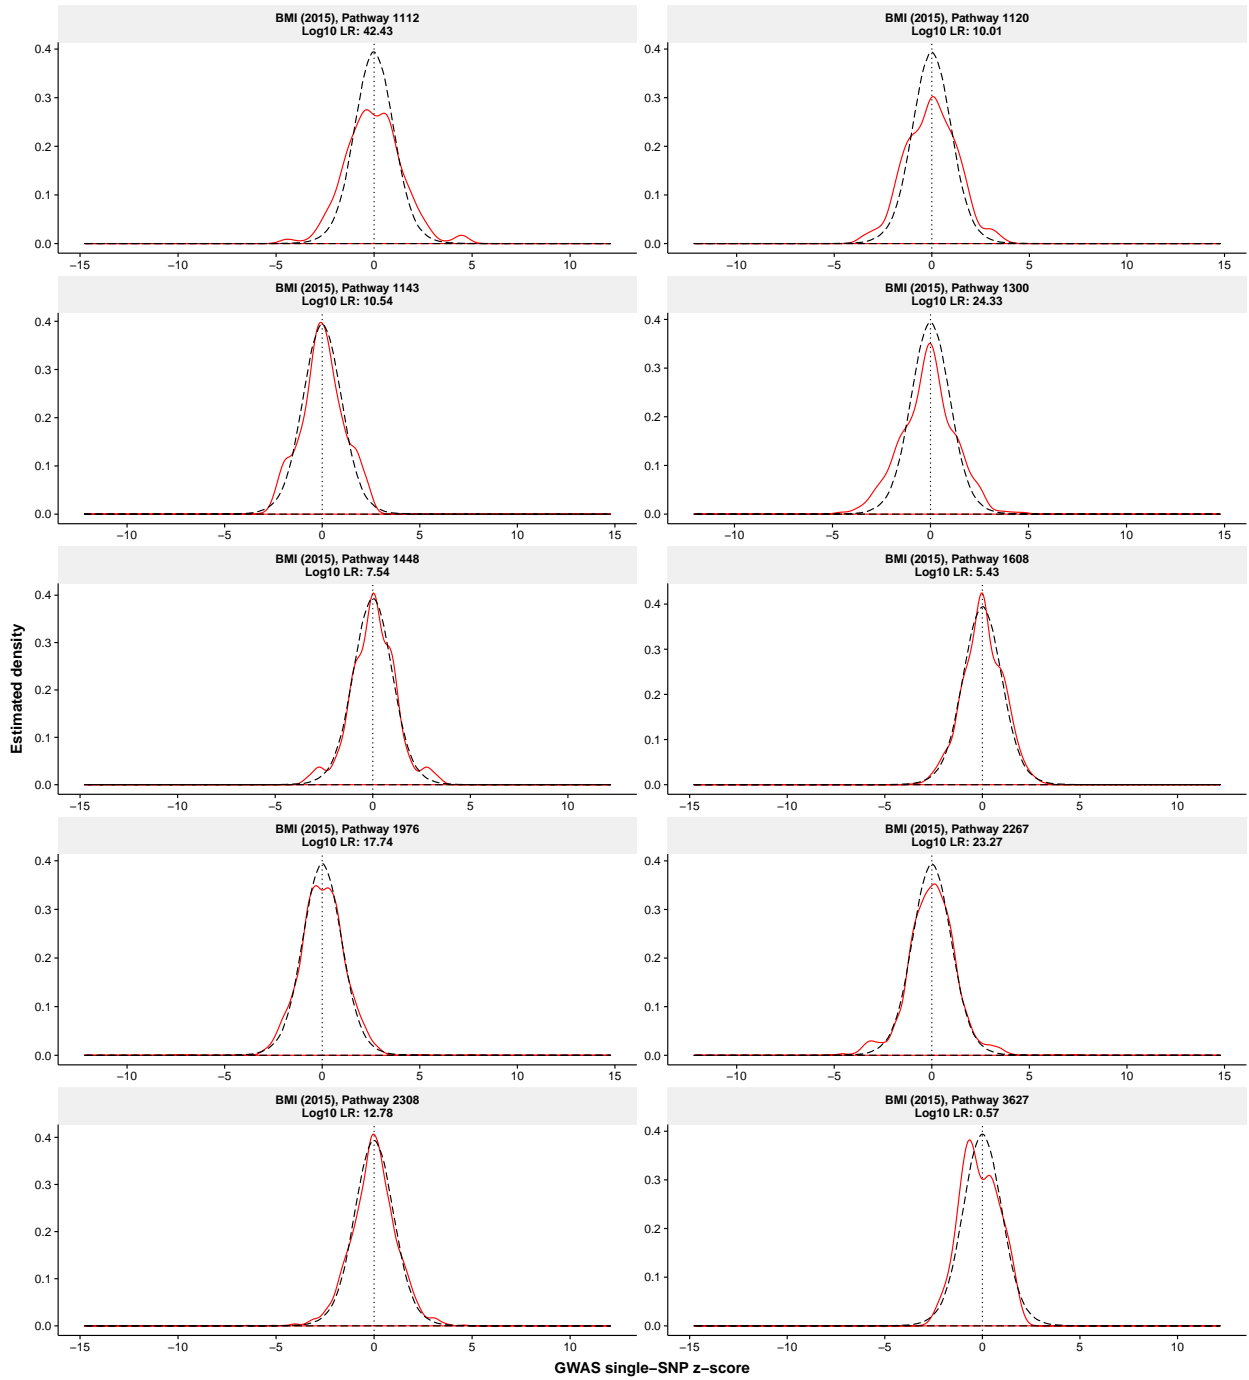 BMI (2015), Pathway 1112
Log10 LR: 42.43
0.4
0.3
0.2
0.1
0.0
−15 −10 −5 0 5 10
BMI (2015), Pathway 1120
Log10 LR: 10.01
0.4
0.3
0.2
0.1
0.0
−10 −5 0 5 10 15
BMI (2015), Pathway 1143
Log10 LR: 10.54
0.4
0.3
0.2
0.1
0.0
−10 −5 0 5 10 15
BMI (2015), Pathway 1300
Log10 LR: 24.33
0.4
0.3
0.2
0.1
0.0
−10 −5 0 5 10 15
BMI (2015), Pathway 1448
Log10 LR: 7.54
0.4
0.3
0.2
0.1
0.0
−15 −10 −5 0 5 10
BMI (2015), Pathway 1608
Log10 LR: 5.43
0.4
0.3
0.2
0.1
0.0
−15 −10 −5 0 5 10
Estimated density
BMI (2015), Pathway 1976
Log10 LR: 17.74
0.4
0.3
0.2
0.1
0.0
−10 −5 0 5 10 15
BMI (2015), Pathway 2267
Log10 LR: 23.27
0.4
0.3
0.2
0.1
0.0
−10 −5 0 5 10 15
BMI (2015), Pathway 2308
Log10 LR: 12.78
0.4
0.3
0.2
0.1
0.0
−15 −10 −5 0 5 10
BMI (2015), Pathway 3627
Log10 LR: 0.57
0.4
0.3
0.2
0.1
0.0
−15 −10 −5 0 5 10
GWAS single−SNP z−score